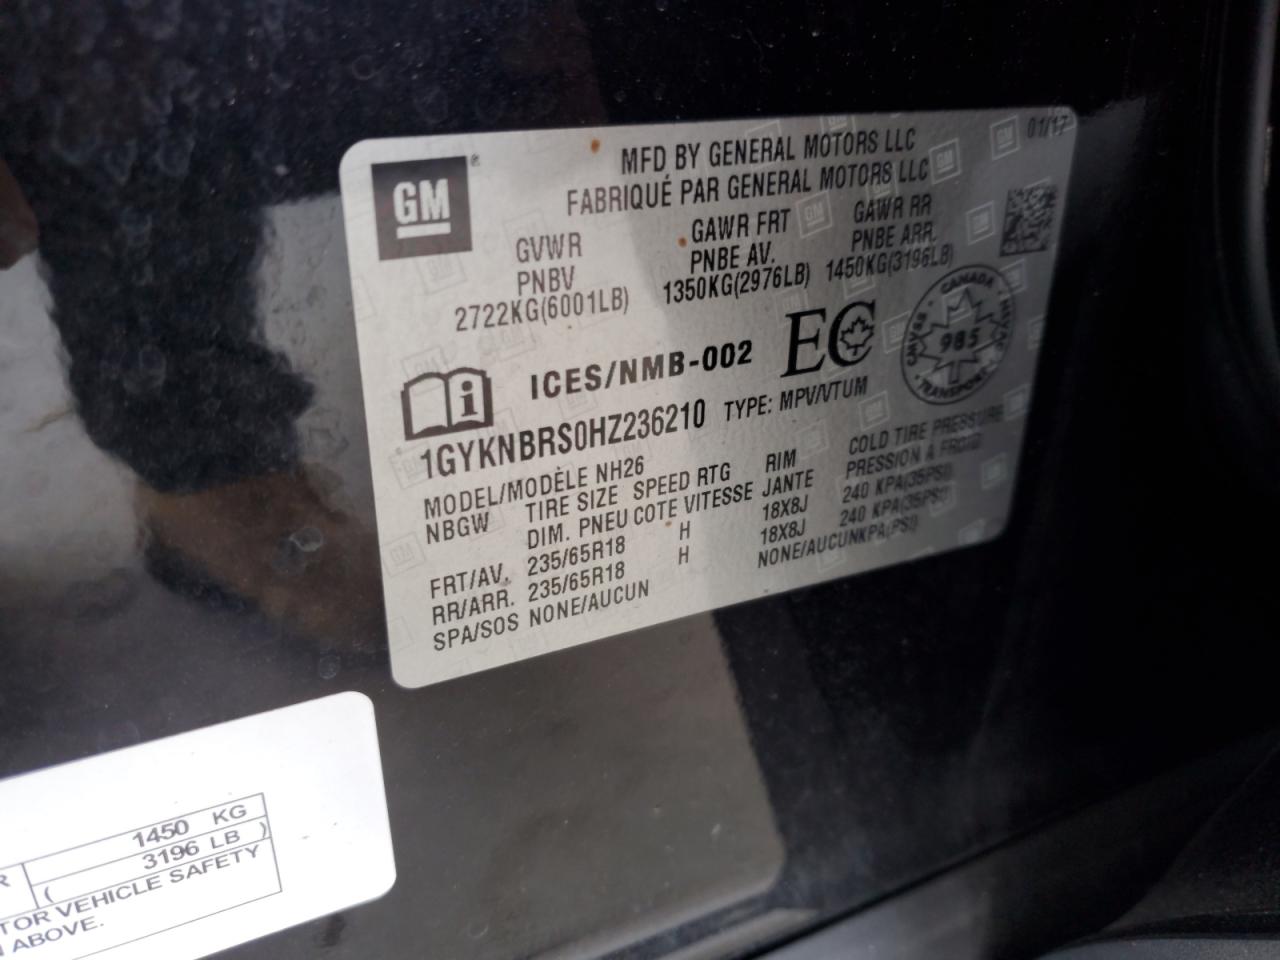 GM
®
MFD BY GENERAL MOTORS LLC
01/17
FABRIQUÉ PAR GENERAL MOTORS LLC
GVWR GAWR FRT GAWR RR
PNBV PNBE AV. PNBE ARR.
2722KG(6001LB) 1350KG(2976LB) 1450KG(3196LB)
ICES/NMB-002 EC
CANADA
985
TRANSPORT
1GYKNBRS0HZ236210 TYPE: MPV/VTUM
MODEL/MODÈLE NH26
NBGW TIRE SIZE SPEED RTG RIM COLD TIRE PRESSURE
DIM. PNEU COTE VITESSE JANTE PRESSION À FROID
FRT/AV. 235/65R18 H 18X8J 240 KPA(35PSI)
RR/ARR. 235/65R18 H 18X8J 240 KPA(35PSI)
SPA/SOS NONE/AUCUN NONE/AUCUNKPA(PSI)
1450 KG
R ( 3196 LB )
TOR VEHICLE SAFETY
ABOVE.